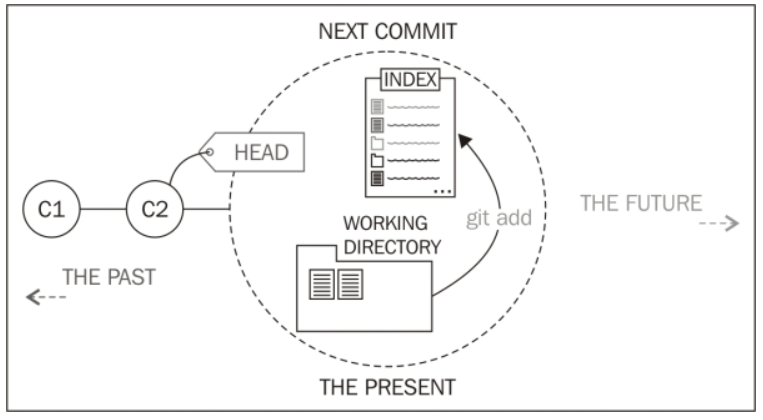 NEXT COMMIT
INDEX
HEAD
C1
C2
WORKING
DIRECTORY
git add
THE FUTURE
THE PAST
THE PRESENT